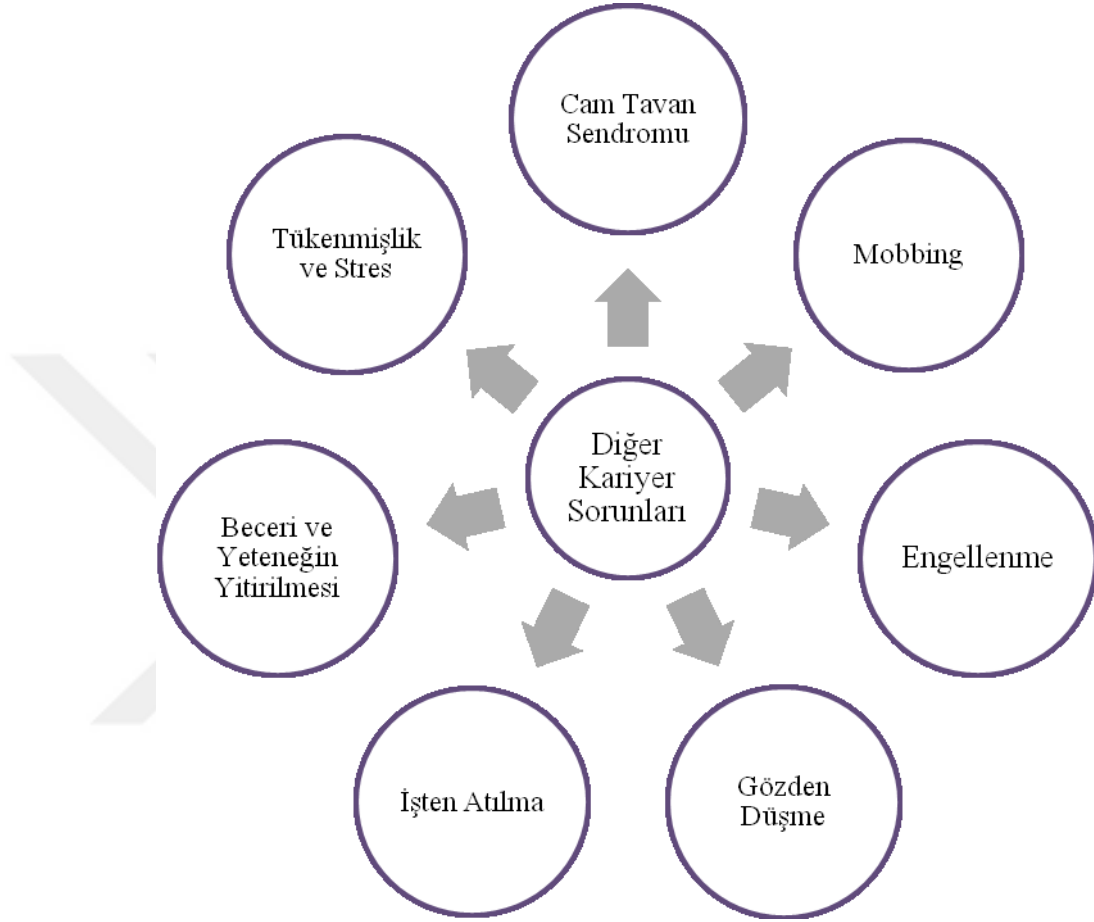 Cam Tavan
Sendromu
Mobbing
Engellenme
Gözden
Düşme
İşten Atılma
Beceri ve
Yeteneğin
Yitirilmesi
Tükenmişlik
ve Stres
Diğer
Kariyer
Sorunları